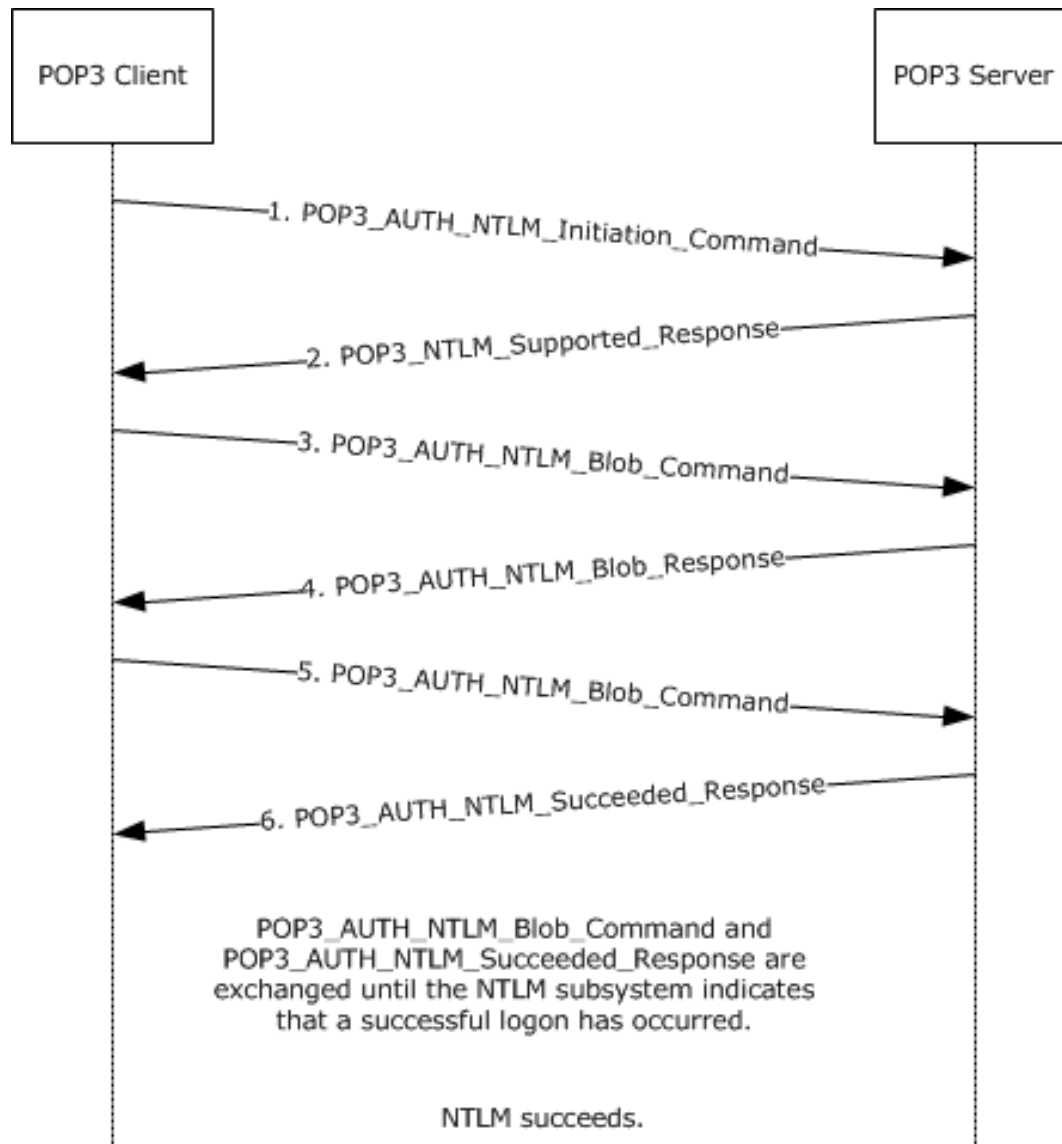 POP3 Client
POP3 Server
1. POP3_AUTH_NTLM_Initiation_Command
2. POP3_NTLM_Supported_Response
3. POP3_AUTH_NTLM_Blob_Command
4. POP3_AUTH_NTLM_Blob_Response
5. POP3_AUTH_NTLM_Blob_Command
6. POP3_AUTH_NTLM_Succeeded_Response
POP3_AUTH_NTLM_Blob_Command and
POP3_AUTH_NTLM_Succeeded_Response are
exchanged until the NTLM subsystem indicates
that a successful logon has occurred.
NTLM succeeds.